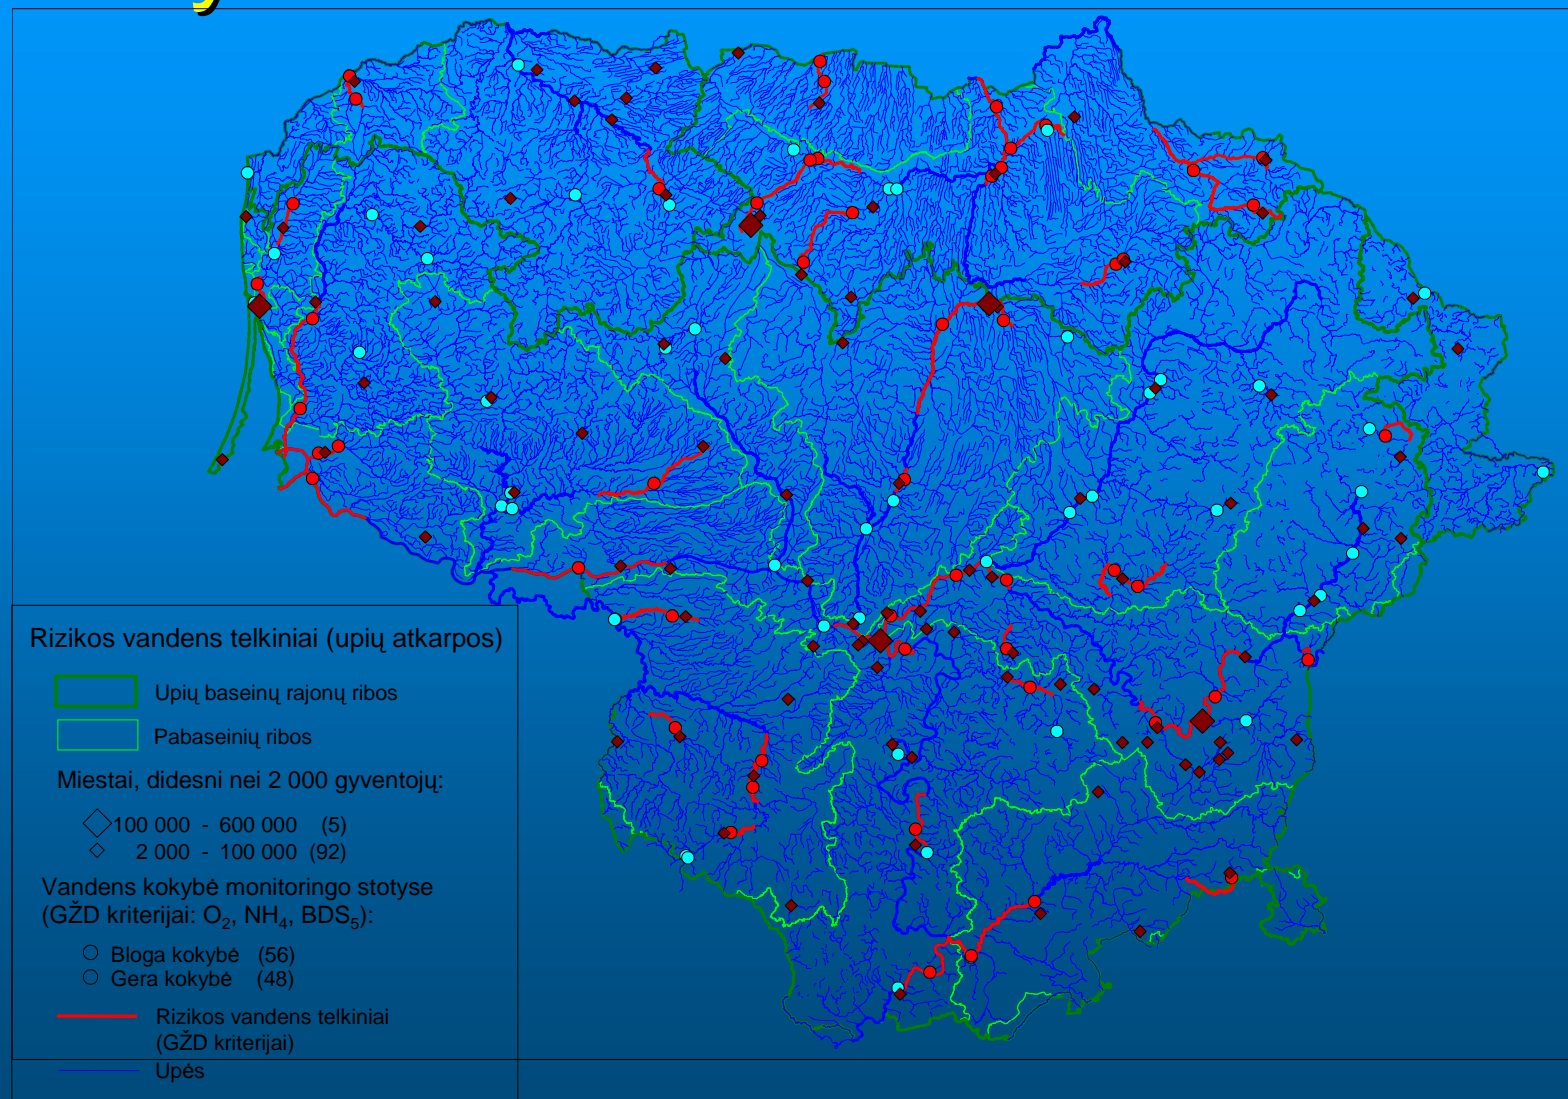 y
Rizikos vandens telkiniai (upių atkarpos)
Upių baseinų rajonų ribos
Pabaseinių ribos
Miestai, didesni nei 2 000 gyventojų:
100 000 - 600 000 (5)
2 000 - 100 000 (92)
Vandens kokybė monitoringo stotyse
(GŽD kriterijai: O₂, NH₄, BDS₅):
Bloga kokybė (56)
Gera kokybė (48)
Rizikos vandens telkiniai
(GŽD kriterijai)
Upės